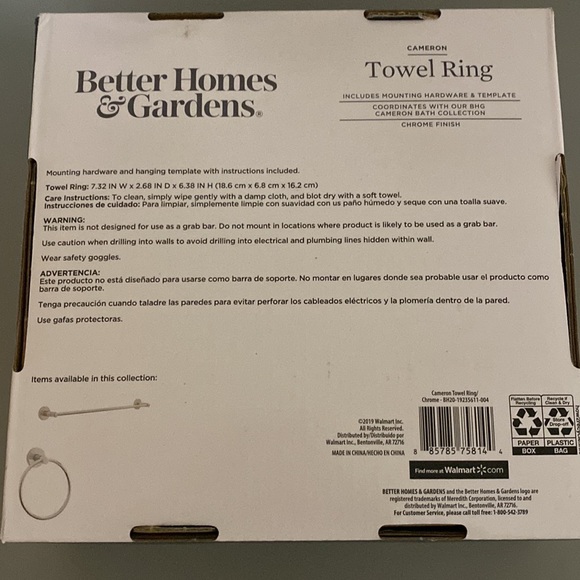 Better Homes
&Gardens®
CAMERON
Towel Ring
INCLUDES MOUNTING HARDWARE & TEMPLATE
COORDINATES WITH OUR BHG
CAMERON BATH COLLECTION
CHROME FINISH
Mounting hardware and hanging template with instructions included.
Towel Ring: 7.32 IN W x 2.68 IN D x 6.38 IN H (18.6 cm x 6.8 cm x 16.2 cm)
Care Instructions: To clean, simply wipe gently with a damp cloth, and blot dry with a soft towel.
Instrucciones de cuidado: Para limpiar, simplemente limpie con suavidad con us paño húmedo y seque con una toalla suave.
WARNING:
This item is not designed for use as a grab bar. Do not mount in locations where product is likely to be used as a grab bar.
Use caution when drilling into walls to avoid drilling into electrical and plumbing lines hidden within wall.
Wear safety goggles.
ADVERTENCIA:
Este producto no está diseñado para usarse como barra de soporte. No montar en lugares donde sea probable usar el producto como
barra de soporte.
Tenga precaución cuando taladre las paredes para evitar perforar los cableados eléctricos y la plomería dentro de la pared.
Use gafas protectoras.
Items available in this collection:
©2019 Walmart Inc.
All Rights Reserved.
Distributed by/Distribuido por
Walmart Inc., Bentonville, AR 72716
MADE IN CHINA/HECHO EN CHINA
Cameron Towel Ring/
Chrome - BH20-19235611-004
8 85785 75814 4
Find more at Walmart.com
Flatten Before Recycling
PAPER
BOX
Recycle if Clean & Dry
Store Drop-off
PLASTIC
BAG
BETTER HOMES & GARDENS and the Better Homes & Gardens logo are
registered trademarks of Meredith Corporation, licensed to and
distributed by Walmart Inc., Bentonville, AR 72716.
For Customer Service, please call toll free: 1-800-542-3789